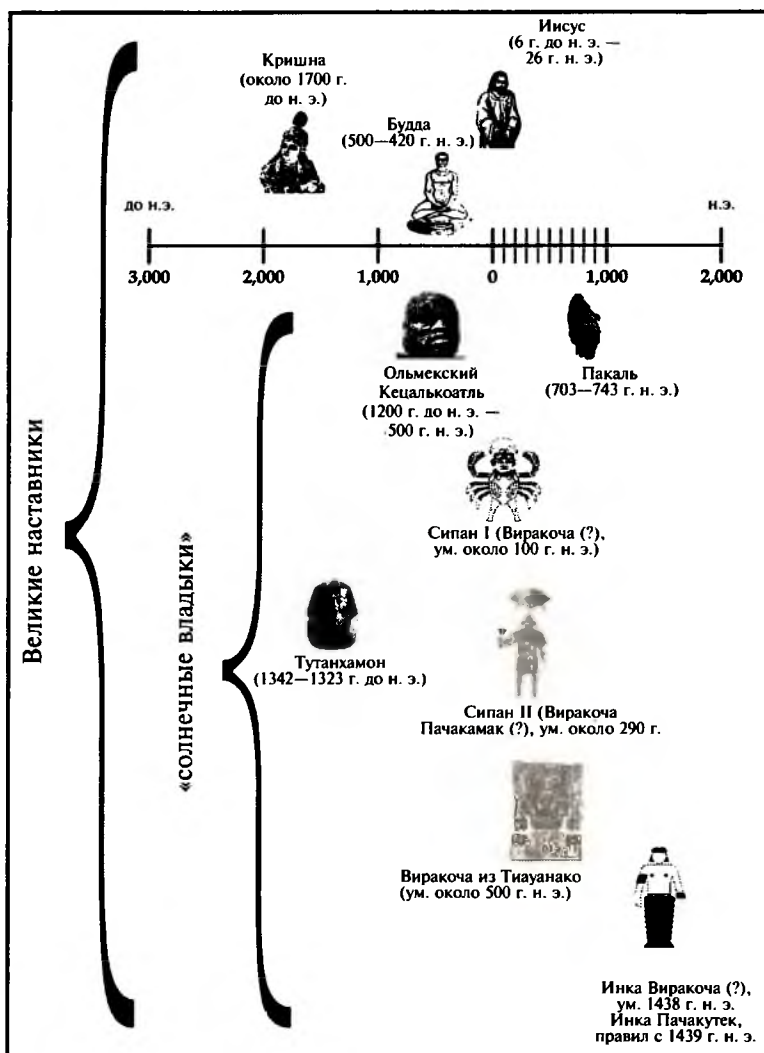 Иисус
(6 г. до н. э. —
26 г. н. э.)
Кришна
(около 1700 г.
до н. э.)
Будда
(500—420 г. н. э.)
до н.э.
н.э.
3,000 2,000 1,000 0 1,000 2,000
Великие наставники
«солнечные владыки»
Ольмекский
Кецалькоатль
(1200 г. до н. э. —
500 г. н. э.)
Пакаль
(703—743 г. н. э.)
Сипан I (Виракоча (?),
ум. около 100 г. н. э.)
Тутанхамон
(1342—1323 г. до н. э.)
Сипан II (Виракоча
Пачакамак (?), ум. около 290 г.
Виракоча из Тиауанако
(ум. около 500 г. н. э.)
Инка Виракоча (?),
ум. 1438 г. н. э.
Инка Пачакутек,
правил с 1439 г. н. э.